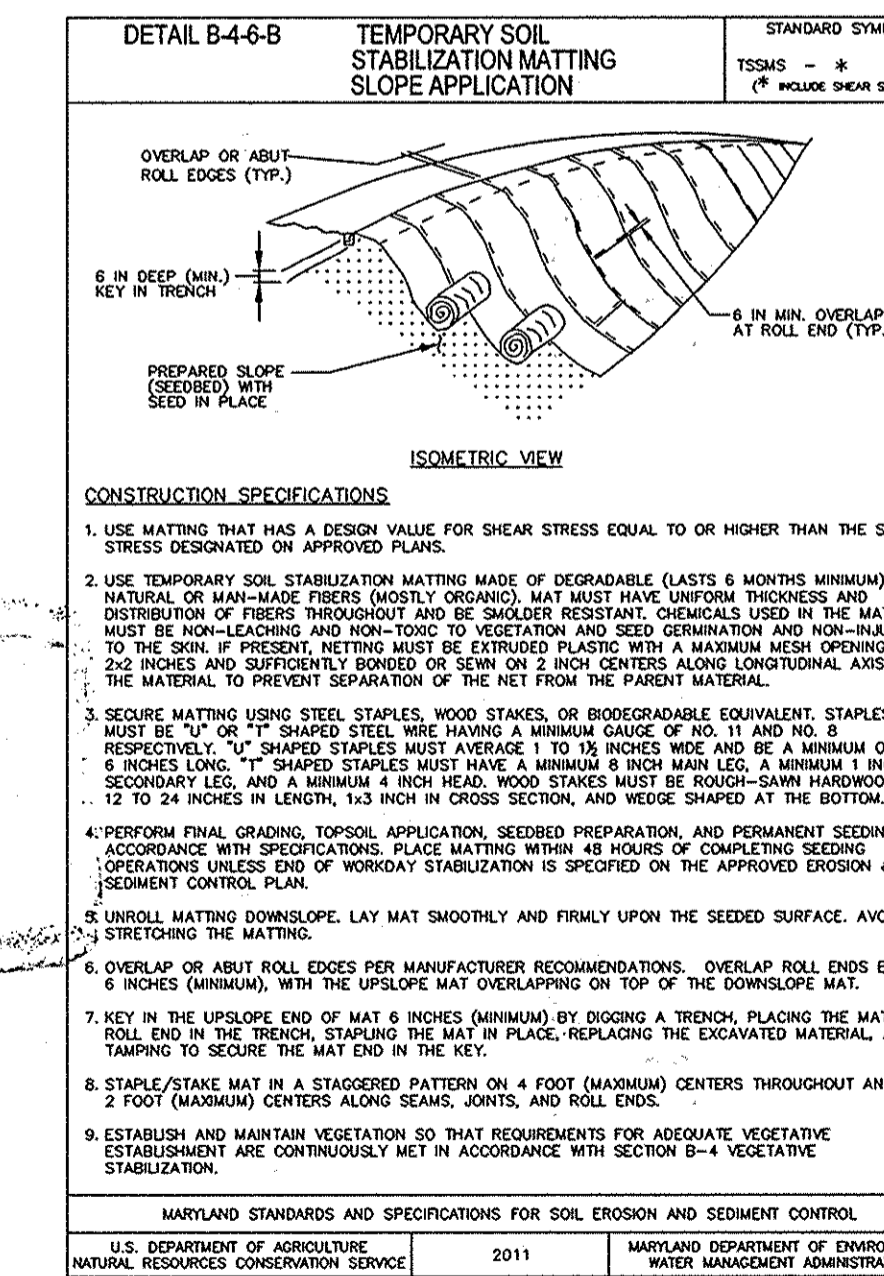 DETAIL B-4-6-B
TEMPORARY SOIL
STABILIZATION MATTING
SLOPE APPLICATION
STANDARD
TSSMS - *
(* INCLUDE SHEAR
OVERLAP OR ABUT
ROLL EDGES (TYP.)
6 IN DEEP (MIN.)
KEY IN TRENCH
6 IN MIN. OVERLAP
AT ROLL END (TYP.
PREPARED SLOPE
(SEEDBED) WITH
SEED IN PLACE
ISOMETRIC VIEW
CONSTRUCTION SPECIFICATIONS
1. USE MATTING THAT HAS A DESIGN VALUE FOR SHEAR STRESS EQUAL TO OR HIGHER THAN THE
STRESS DESIGNATED ON APPROVED PLANS.
2. USE TEMPORARY SOIL STABILIZATION MATTING MADE OF DEGRADABLE (LASTS 6 MONTHS MINIMUM)
NATURAL OR MAN-MADE FIBERS (MOSTLY ORGANIC). MAT MUST HAVE UNIFORM THICKNESS AND
DISTRIBUTION OF FIBERS THROUGHOUT AND BE SMOLDER RESISTANT. CHEMICALS USED IN THE
MUST BE NON-LEACHING AND NON-TOXIC TO VEGETATION AND SEED GERMINATION AND
TO THE SKIN. IF PRESENT, NETTING MUST BE EXTRUDED PLASTIC WITH A MAXIMUM MESH OPENING
2x2 INCHES AND SUFFICIENTLY BONDED OR SEWN ON 2 INCH CENTERS ALONG LONGITUDINAL AXIS
THE MATERIAL TO PREVENT SEPARATION OF THE NET FROM THE PARENT MATERIAL.
3. SECURE MATTING USING STEEL STAPLES, WOOD STAKES, OR BIODEGRADABLE EQUIVALENT. STAPLES
MUST BE "U" OR "T" SHAPED STEEL WIRE HAVING A MINIMUM GAUGE OF NO. 11 AND NO. 8
RESPECTIVELY. "U" SHAPED STAPLES MUST AVERAGE 1 TO 1½ INCHES WIDE AND BE A MINIMUM
6 INCHES LONG. "T" SHAPED STAPLES MUST HAVE A MINIMUM 8 INCH MAIN LEG, A MINIMUM 1
SECONDARY LEG, AND A MINIMUM 4 INCH HEAD. WOOD STAKES MUST BE ROUGH-SAWN
12 TO 24 INCHES IN LENGTH, 1x3 INCH IN CROSS SECTION, AND WEDGE SHAPED AT THE BOTTOM.
4. PERFORM FINAL GRADING, TOPSOIL APPLICATION, SEEDBED PREPARATION, AND PERMANENT
ACCORDANCE WITH SPECIFICATIONS. PLACE MATTING WITHIN 48 HOURS OF COMPLETING SEEDING
OPERATIONS UNLESS END OF WORKDAY STABILIZATION IS SPECIFIED ON THE APPROVED EROSION
SEDIMENT CONTROL PLAN.
5. UNROLL MATTING DOWNSLOPE. LAY MAT SMOOTHLY AND FIRMLY UPON THE SEEDED SURFACE.
STRETCHING THE MATTING.
6. OVERLAP OR ABUT ROLL EDGES PER MANUFACTURER RECOMMENDATIONS. OVERLAP ROLL ENDS
6 INCHES (MINIMUM), WITH THE UPSLOPE MAT OVERLAPPING ON TOP OF THE DOWNSLOPE MAT.
7. KEY IN THE UPSLOPE END OF MAT 6 INCHES (MINIMUM) BY DIGGING A TRENCH, PLACING THE
ROLL END IN THE TRENCH, STAPLING THE MAT IN PLACE, REPLACING THE EXCAVATED MATERIAL,
TAMPING TO SECURE THE MAT END IN THE KEY.
8. STAPLE/STAKE MAT IN A STAGGERED PATTERN ON 4 FOOT (MAXIMUM) CENTERS THROUGHOUT
2 FOOT (MAXIMUM) CENTERS ALONG SEAMS, JOINTS, AND ROLL ENDS.
9. ESTABLISH AND MAINTAIN VEGETATION SO THAT REQUIREMENTS FOR ADEQUATE VEGETATIVE
ESTABLISHMENT ARE CONTINUOUSLY MET IN ACCORDANCE WITH SECTION B-4 VEGETATIVE
STABILIZATION.
MARYLAND STANDARDS AND SPECIFICATIONS FOR SOIL EROSION AND SEDIMENT CONTROL
U.S. DEPARTMENT OF AGRICULTURE
NATURAL RESOURCES CONSERVATION SERVICE
2011
MARYLAND DEPARTMENT OF
WATER MANAGEMENT